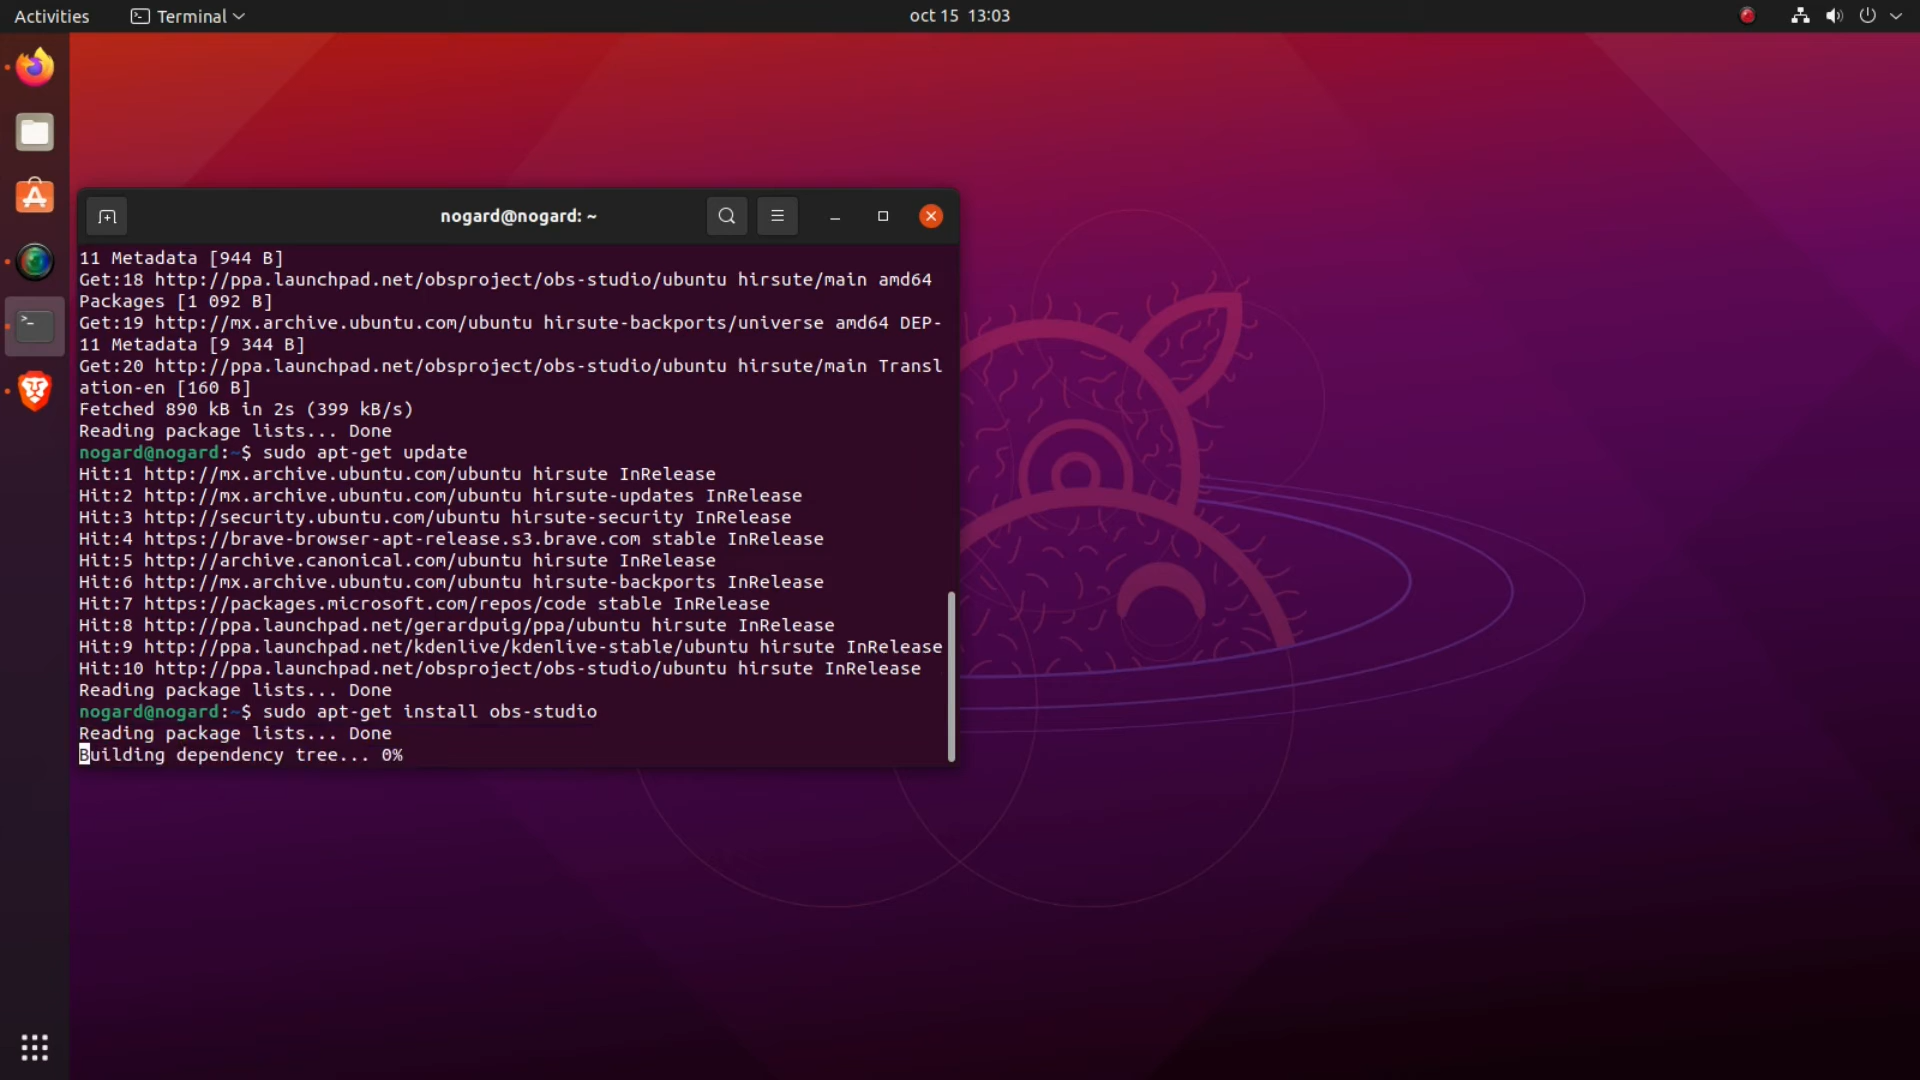 Activities
Terminal
oct 15 13:03
nogard@nogard: ~
11 Metadata [944 B]
Get:18 http://ppa.launchpad.net/obsproject/obs-studio/ubuntu hirsute/main amd64
Packages [1 092 B]
Get:19 http://mx.archive.ubuntu.com/ubuntu hirsute-backports/universe amd64 DEP-
11 Metadata [9 344 B]
Get:20 http://ppa.launchpad.net/obsproject/obs-studio/ubuntu hirsute/main Transl
ation-en [160 B]
Fetched 890 kB in 2s (399 kB/s)
Reading package lists... Done
nogard@nogard:~$ sudo apt-get update
Hit:1 http://mx.archive.ubuntu.com/ubuntu hirsute InRelease
Hit:2 http://mx.archive.ubuntu.com/ubuntu hirsute-updates InRelease
Hit:3 http://security.ubuntu.com/ubuntu hirsute-security InRelease
Hit:4 https://brave-browser-apt-release.s3.brave.com stable InRelease
Hit:5 http://archive.canonical.com/ubuntu hirsute InRelease
Hit:6 http://mx.archive.ubuntu.com/ubuntu hirsute-backports InRelease
Hit:7 https://packages.microsoft.com/repos/code stable InRelease
Hit:8 http://ppa.launchpad.net/gerardpuig/ppa/ubuntu hirsute InRelease
Hit:9 http://ppa.launchpad.net/kdenlive/kdenlive-stable/ubuntu hirsute InRelease
Hit:10 http://ppa.launchpad.net/obsproject/obs-studio/ubuntu hirsute InRelease
Reading package lists... Done
nogard@nogard:~$ sudo apt-get install obs-studio
Reading package lists... Done
Building dependency tree... 0%